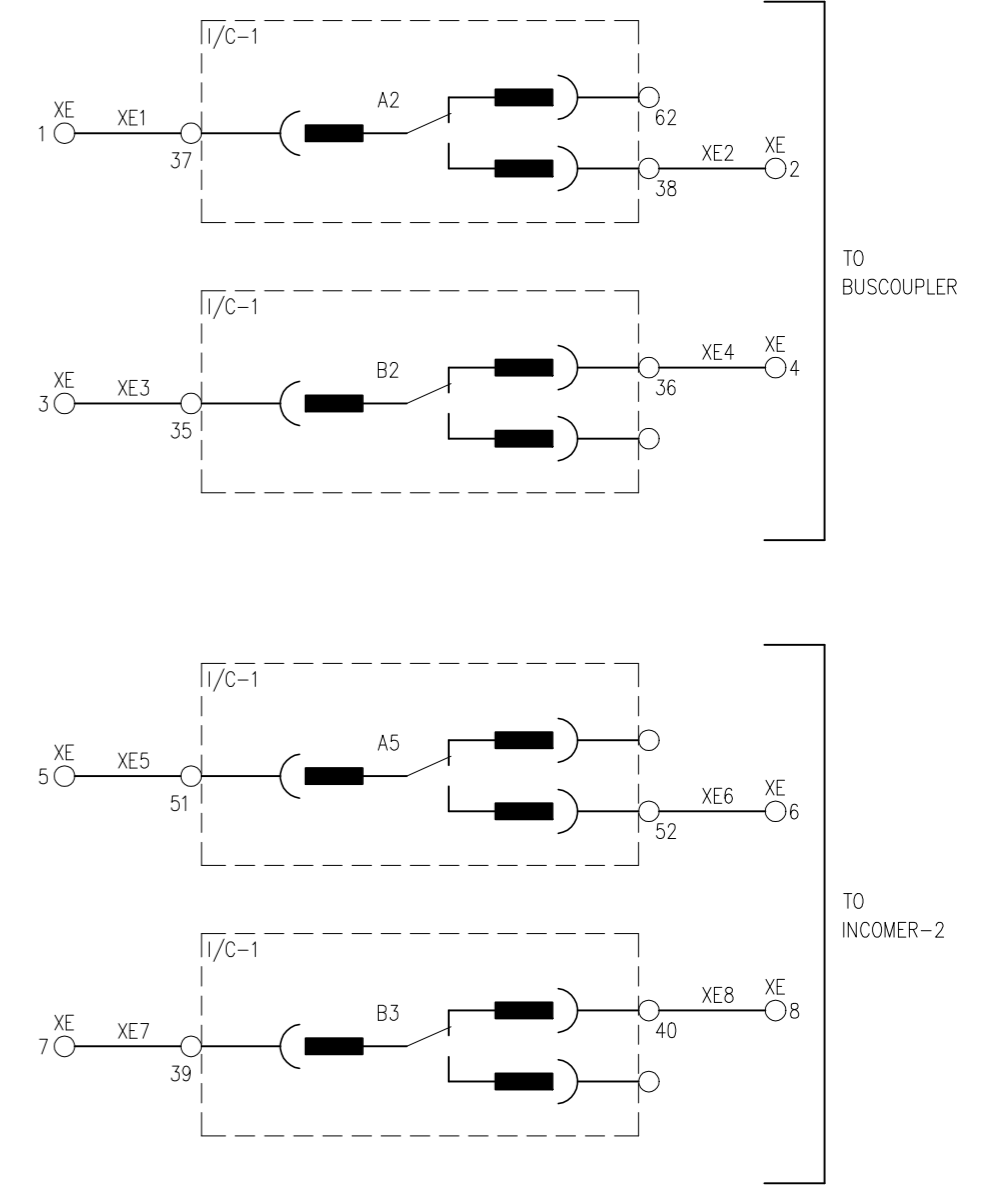 I/C-1
XE
1
XE1
37
A2
62
38
XE2
XE
2
I/C-1
XE
3
XE3
35
B2
36
XE4
XE
4
TO
BUSCOUPLER
I/C-1
XE
5
XE5
51
A5
52
XE6
XE
6
I/C-1
XE
7
XE7
39
B3
40
XE8
XE
8
TO
INCOMER-2